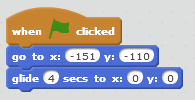 when clicked
go to x: -151 y: -110
glide 4 secs to x: 0 y: 0